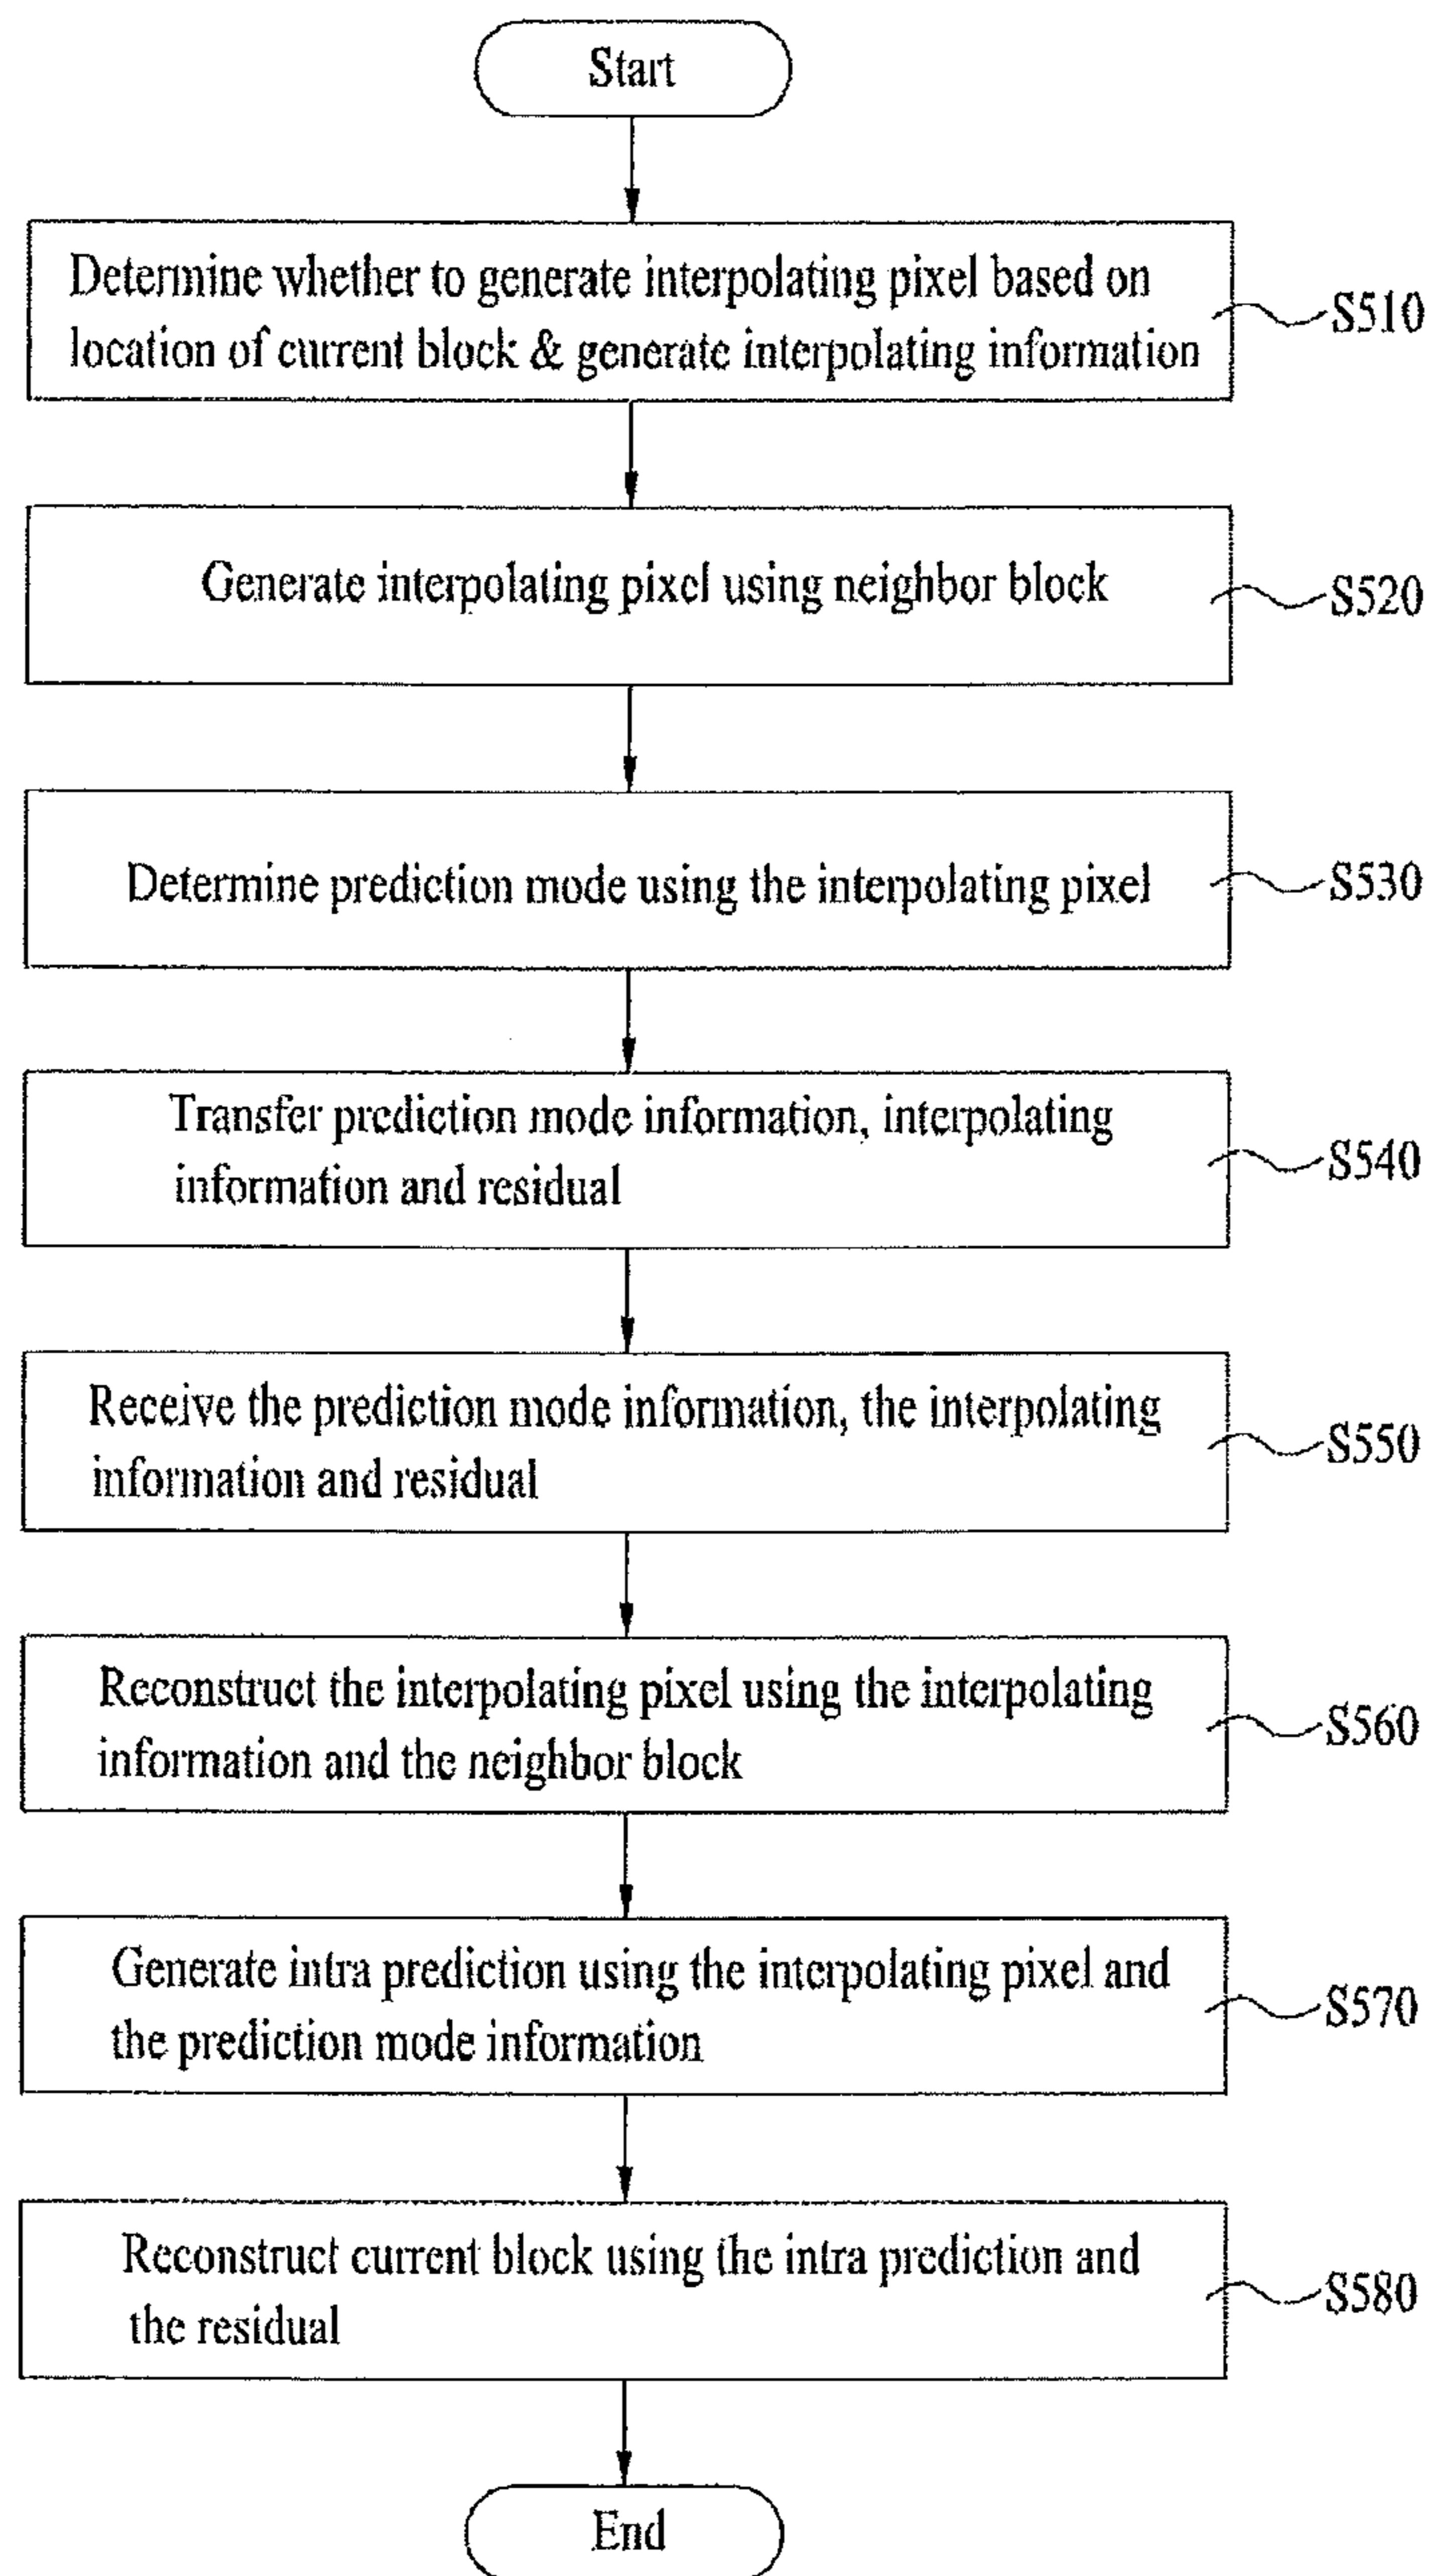 Start
Determine whether to generate interpolating pixel based on
location of current block & generate interpolating information
S510
Generate interpolating pixel using neighbor block
S520
Determine prediction mode using the interpolating pixel
S530
Transfer prediction mode information, interpolating
information and residual
S540
Receive the prediction mode information, the interpolating
information and residual
S550
Reconstruct the interpolating pixel using the interpolating
information and the neighbor block
S560
Generate intra prediction using the interpolating pixel and
the prediction mode information
S570
Reconstruct current block using the intra prediction and
the residual
S580
End